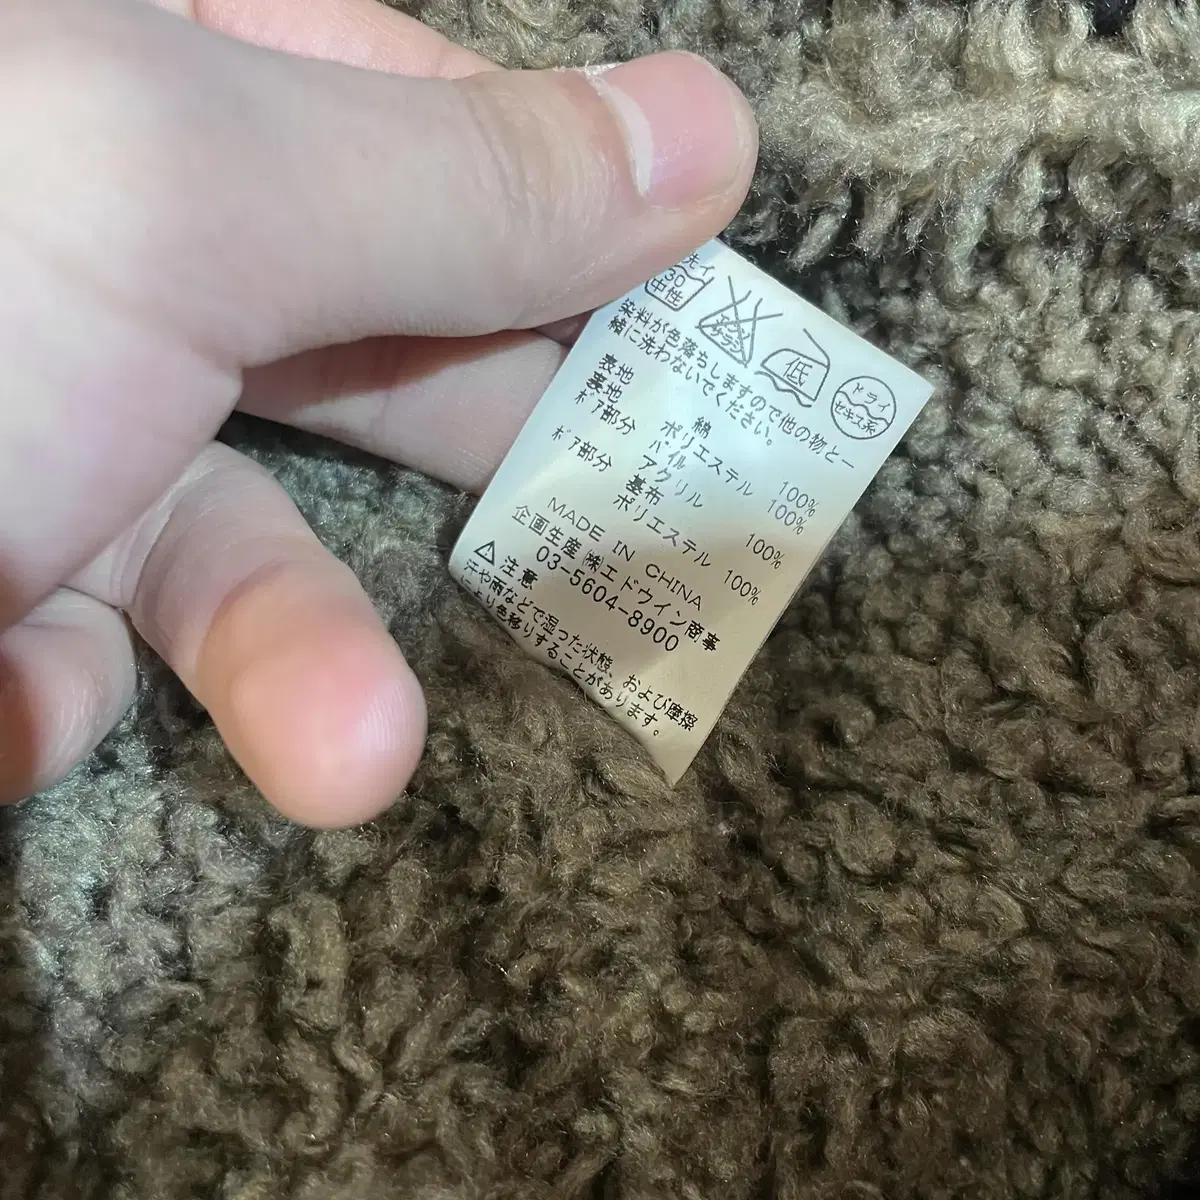 30
中性
エンソ
サラシ
低
ドライ
セキユ系
染料が色落ちしますので他の物と一
緒に洗わないでください。
表地 綿 100%
裏地 ポリエステル 100%
ボア部分 パイル
アクリル 100%
ボア部分 基布
ポリエステル 100%
MADE IN CHINA
企画生産 ㈱エドウイン商事
03-5604-8900
⚠ 注意
汗や雨などで湿った状態、および摩擦
により色移りすることがあります。